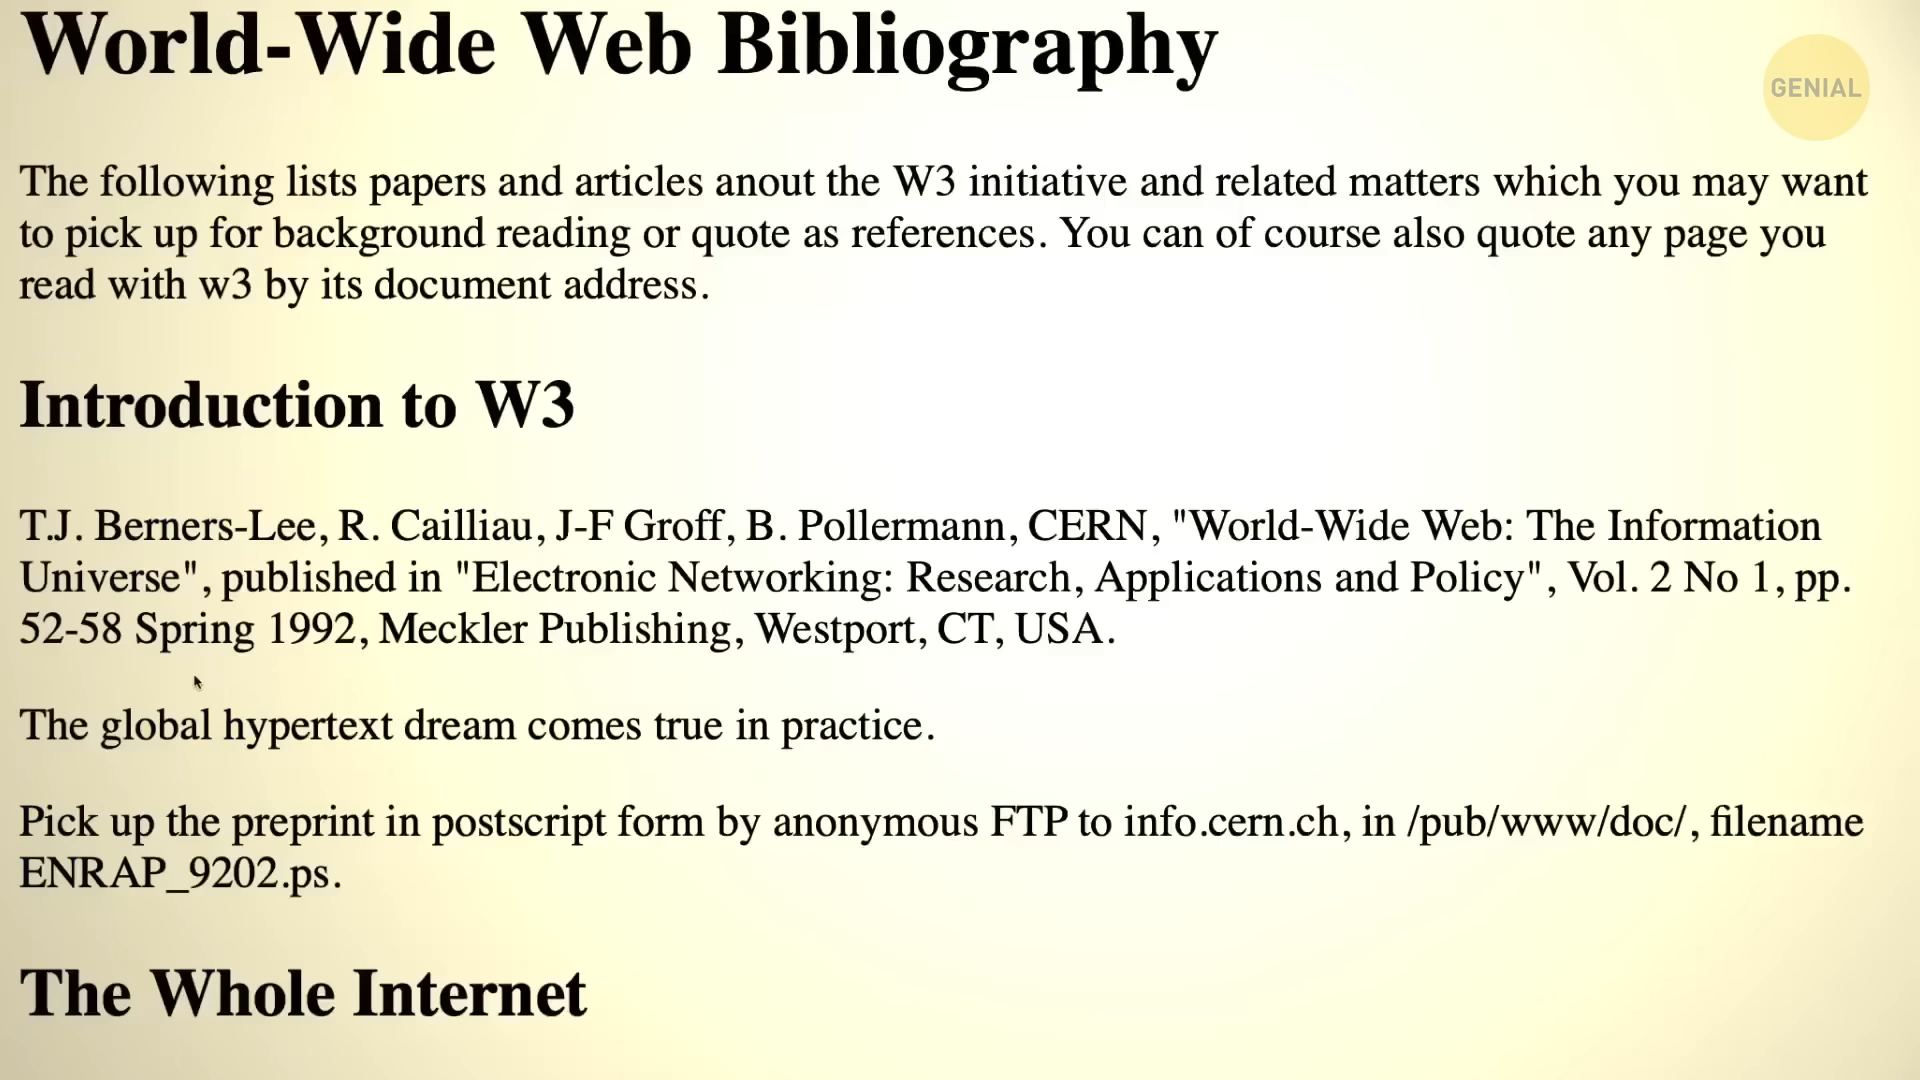 World-Wide Web Bibliography
GENIAL
The following lists papers and articles anout the W3 initiative and related matters which you may want
to pick up for background reading or quote as references. You can of course also quote any page you
read with w3 by its document address.
Introduction to W3
T.J. Berners-Lee, R. Cailliau, J-F Groff, B. Pollermann, CERN, "World-Wide Web: The Information
Universe", published in "Electronic Networking: Research, Applications and Policy", Vol. 2 No 1, pp.
52-58 Spring 1992, Meckler Publishing, Westport, CT, USA.
The global hypertext dream comes true in practice.
Pick up the preprint in postscript form by anonymous FTP to info.cern.ch, in /pub/www/doc/, filename
ENRAP_9202.ps.
The Whole Internet